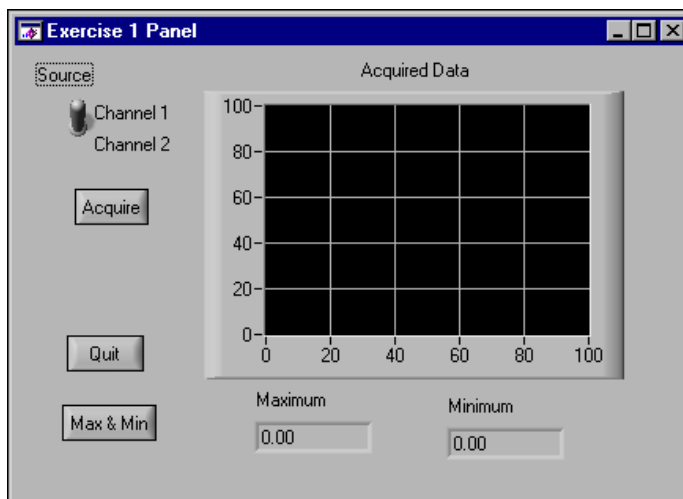 Exercise 1 Panel
Source
Channel 1
Channel 2
Acquire
Quit
Max & Min
Acquired Data
100
80
60
40
20
0
0 20 40 60 80 100
Maximum
0.00
Minimum
0.00